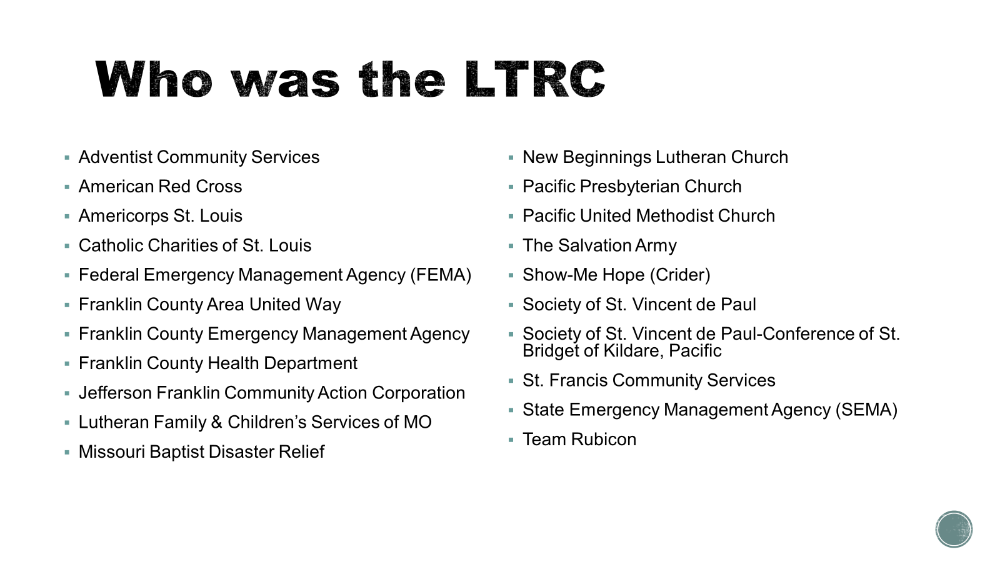 Who was the LTRC
Adventist Community Services
American Red Cross
Americorps St. Louis
Catholic Charities of St. Louis
Federal Emergency Management Agency (FEMA)
Franklin County Area United Way
Franklin County Emergency Management Agency
Franklin County Health Department
Jefferson Franklin Community Action Corporation
Lutheran Family & Children’s Services of MO
Missouri Baptist Disaster Relief
New Beginnings Lutheran Church
Pacific Presbyterian Church
Pacific United Methodist Church
The Salvation Army
Show-Me Hope (Crider)
Society of St. Vincent de Paul
Society of St. Vincent de Paul-Conference of St.
Bridget of Kildare, Pacific
St. Francis Community Services
State Emergency Management Agency (SEMA)
Team Rubicon